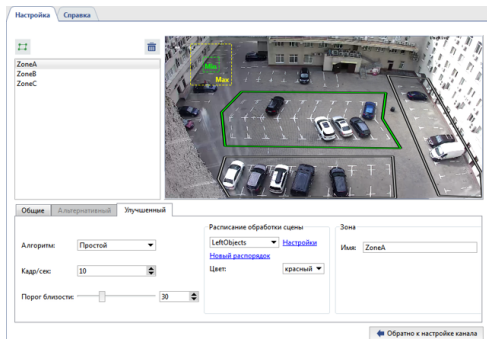 Настройка Справка
ZoneA
ZoneB
ZoneC
Min
Max
Общие Альтернативный Улучшенный
Алгоритм: Простой
Кадр/сек: 10
Порог близости: 30
Расписание обработки сцены
LeftObjects Настройки
Новый распорядок
Цвет: красный
Зона
Имя: ZoneA
Обратно к настройке канала